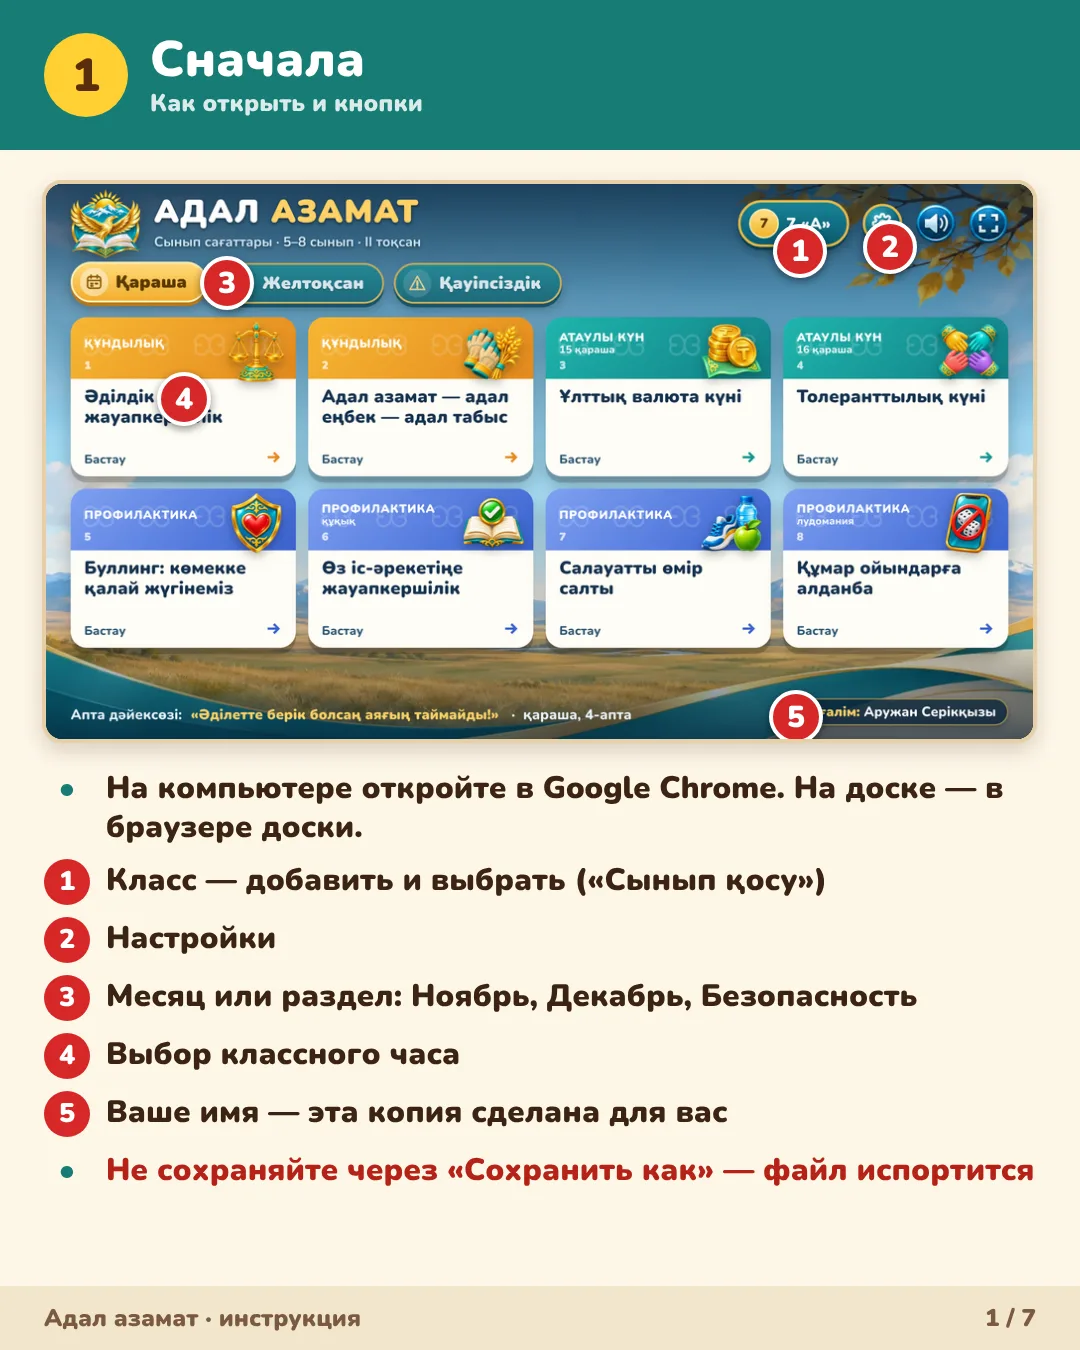 1
Сначала
Как открыть и кнопки
АДАЛ АЗАМАТ
Сынып сағаттары · 5–8 сынып · II тоқсан
7
1
2
Қараша
3
Желтоқсан
Қауіпсіздік
ҚҰНДЫЛЫҚ
1
Әділдік
4
Бастау →
ҚҰНДЫЛЫҚ
2
Адал азамат — адал
еңбек — адал табыс
Бастау →
АТАУЛЫ КҮН
15 қараша
3
Ұлттық валюта күні
Бастау →
АТАУЛЫ КҮН
16 қараша
4
Толеранттылық күні
Бастау →
ПРОФИЛАКТИКА
5
Буллинг: көмекке
қалай жүгінеміз
Бастау →
ПРОФИЛАКТИКА
құқық
6
Өз іс-әрекетіңе
жауапкершілік
Бастау →
ПРОФИЛАКТИКА
7
Салауатты өмір
салты
Бастау →
ПРОФИЛАКТИКА
лудомания
8
Құмар ойындарға
алданба
Бастау →
Апта дәйексөзі: «Әділетте берік болсаң аяғың таймайды!» · қараша, 4-апта
5
Аружан Серікқызы
• На компьютере откройте в Google Chrome. На доске — в
браузере доски.
1 Класс — добавить и выбрать («Сынып қосу»)
2 Настройки
3 Месяц или раздел: Ноябрь, Декабрь, Безопасность
4 Выбор классного часа
5 Ваше имя — эта копия сделана для вас
• Не сохраняйте через «Сохранить как» — файл испортится
Адал азамат · инструкция
1 / 7